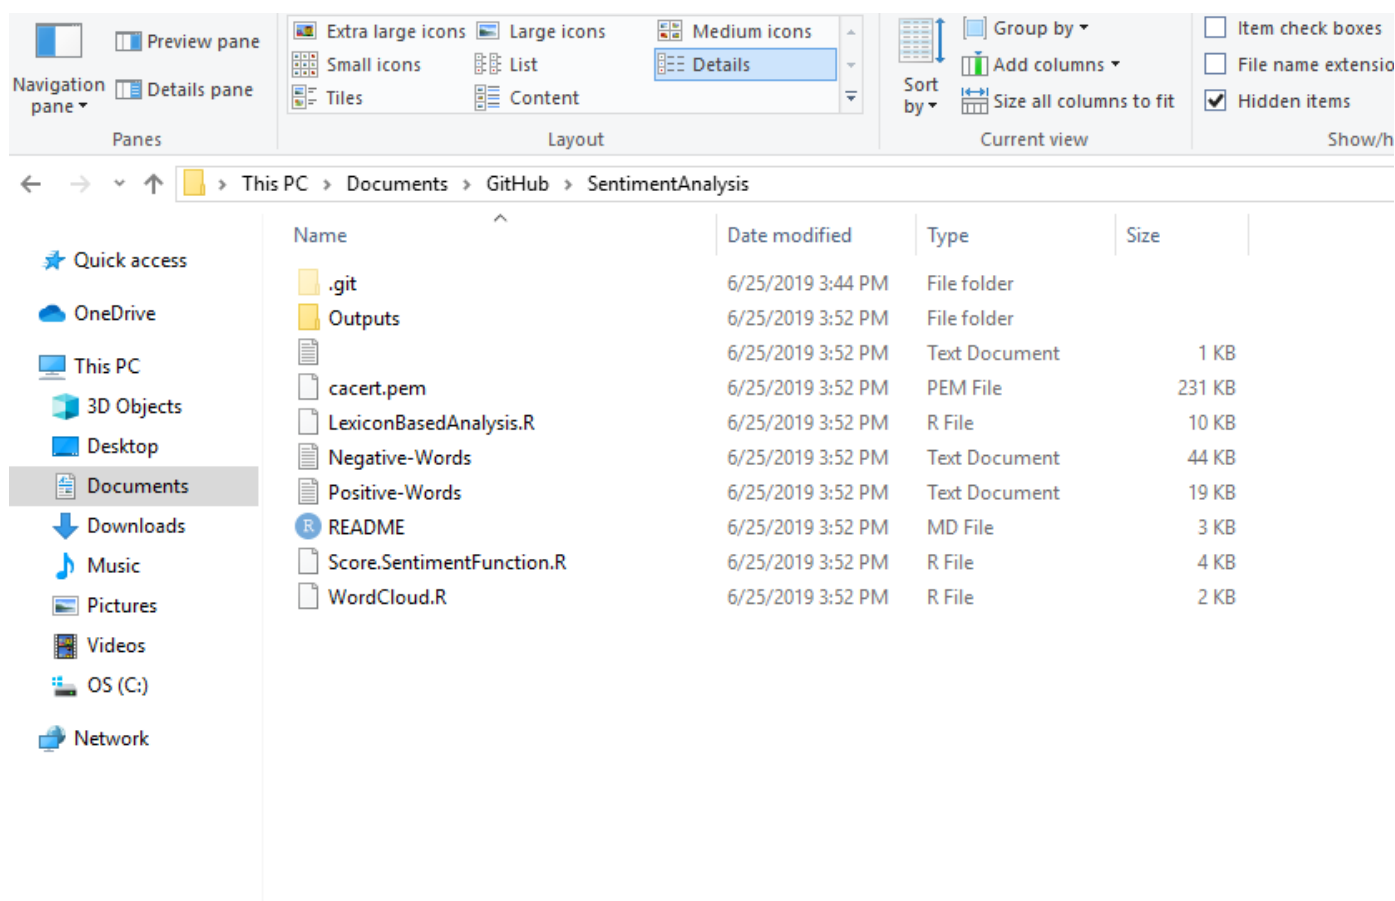 Navigation pane
Preview pane
Details pane
Panes
Extra large icons Large icons Medium icons
Small icons List Details
Tiles Content
Layout
Sort by
Group by
Add columns
Size all columns to fit
Current view
Item check boxes
File name extensio
Hidden items
Show/h
This PC > Documents > GitHub > SentimentAnalysis
Quick access
OneDrive
This PC
3D Objects
Desktop
Documents
Downloads
Music
Pictures
Videos
OS (C:)
Network
Name Date modified Type Size
.git 6/25/2019 3:44 PM File folder
Outputs 6/25/2019 3:52 PM File folder
6/25/2019 3:52 PM Text Document 1 KB
cacert.pem 6/25/2019 3:52 PM PEM File 231 KB
LexiconBasedAnalysis.R 6/25/2019 3:52 PM R File 10 KB
Negative-Words 6/25/2019 3:52 PM Text Document 44 KB
Positive-Words 6/25/2019 3:52 PM Text Document 19 KB
R README 6/25/2019 3:52 PM MD File 3 KB
Score.SentimentFunction.R 6/25/2019 3:52 PM R File 4 KB
WordCloud.R 6/25/2019 3:52 PM R File 2 KB